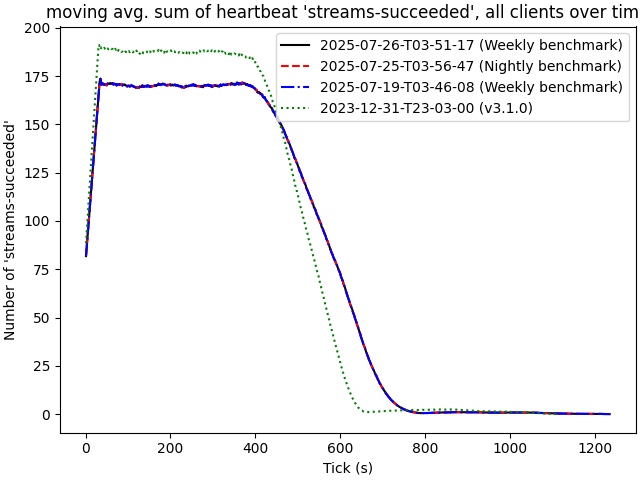 moving avg. sum of heartbeat 'streams-succeeded', all clients over tim
2025-07-26-T03-51-17 (Weekly benchmark)
2025-07-25-T03-56-47 (Nightly benchmark)
2025-07-19-T03-46-08 (Weekly benchmark)
2023-12-31-T23-03-00 (v3.1.0)
Number of 'streams-succeeded'
200
175
150
125
100
75
50
25
0
0
200
400
600
800
1000
1200
Tick (s)